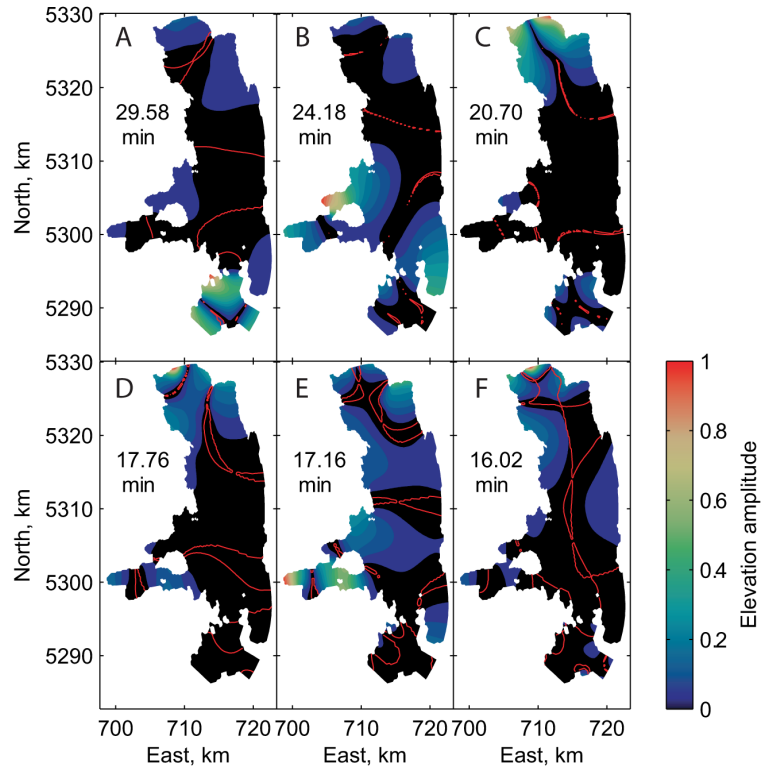 5330
5320
5310
5300
5290
North, km
A
29.58
min
B
24.18
min
C
20.70
min
5330
5320
5310
5300
5290
North, km
D
17.76
min
E
17.16
min
F
16.02
min
700 710 720
700 710 720
700 710 720
East, km
East, km
East, km
1
0.8
0.6
0.4
0.2
0
Elevation amplitude